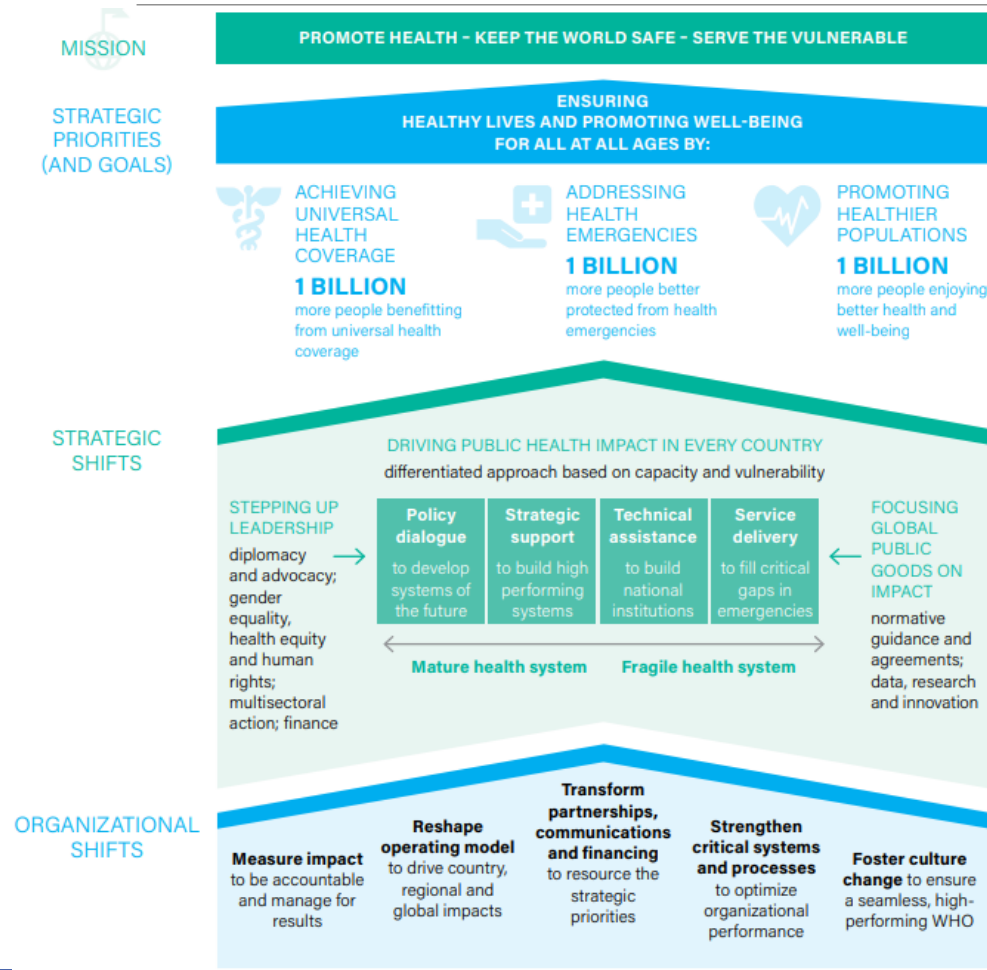 MISSION
PROMOTE HEALTH – KEEP THE WORLD SAFE – SERVE THE VULNERABLE
STRATEGIC
PRIORITIES
(AND GOALS)
ENSURING
HEALTHY LIVES AND PROMOTING WELL-BEING
FOR ALL AT ALL AGES BY:
ACHIEVING
UNIVERSAL
HEALTH
COVERAGE
1 BILLION
more people benefitting
from universal health
coverage
ADDRESSING
HEALTH
EMERGENCIES
1 BILLION
more people better
protected from health
emergencies
PROMOTING
HEALTHIER
POPULATIONS
1 BILLION
more people enjoying
better health and
well-being
STRATEGIC
SHIFTS
DRIVING PUBLIC HEALTH IMPACT IN EVERY COUNTRY
differentiated approach based on capacity and vulnerability
STEPPING UP
LEADERSHIP
diplomacy
and advocacy;
gender
equality,
health equity
and human
rights;
multisectoral
action; finance
Policy
dialogue
to develop
systems of
the future
Strategic
support
to build high
performing
systems
Technical
assistance
to build
national
institutions
Service
delivery
to fill critical
gaps in
emergencies
Mature health system
Fragile health system
FOCUSING
GLOBAL
PUBLIC
GOODS ON
IMPACT
normative
guidance and
agreements;
data, research
and innovation
ORGANIZATIONAL
SHIFTS
Measure impact
to be accountable
and manage for
results
Reshape
operating model
to drive country,
regional and
global impacts
Transform
partnerships,
communications
and financing
to resource the
strategic
priorities
Strengthen
critical systems
and processes
to optimize
organizational
performance
Foster culture
change to ensure
a seamless, high-
performing WHO